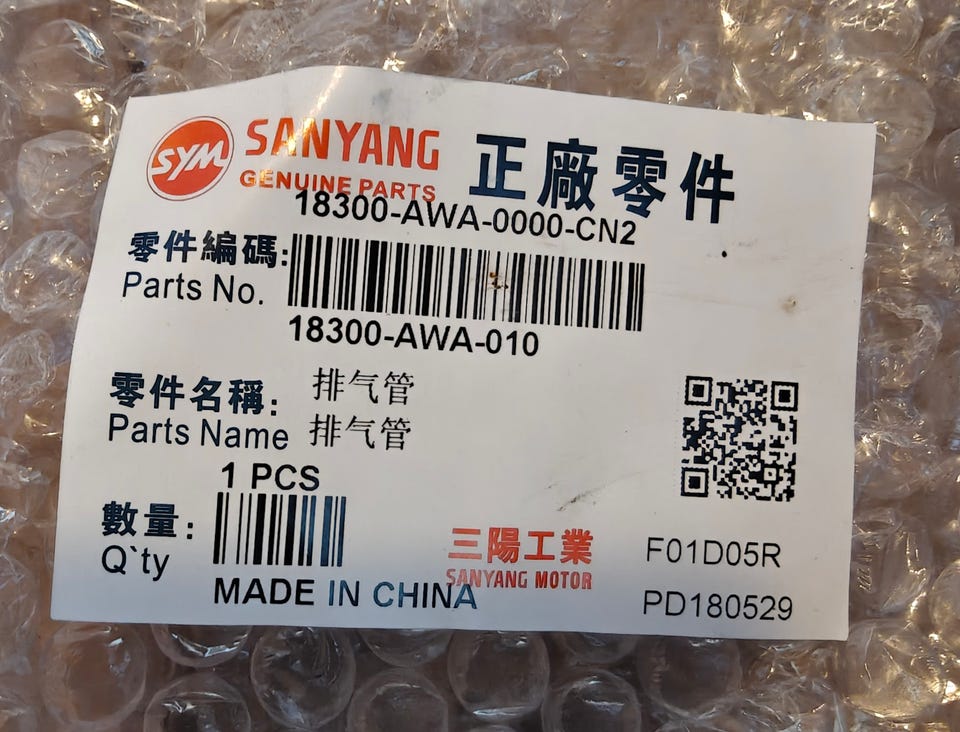 SYM SANYANG 正廠零件
GENUINE PARTS
18300-AWA-0000-CN2
零件編碼:
Parts No.
18300-AWA-010
零件名稱: 排气管
Parts Name 排气管
1 PCS
數量:
Q`ty
三陽工業 F01D05R
SANYANG MOTOR
MADE IN CHINA PD180529